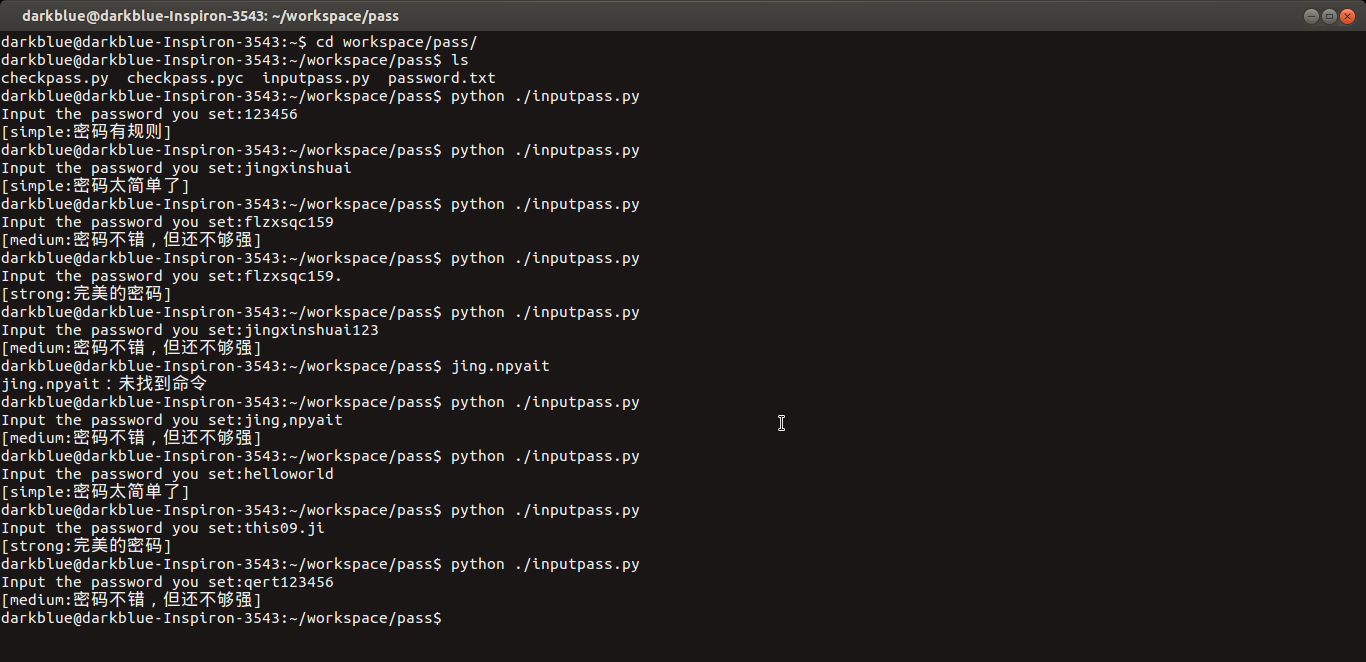 darkblue@darkblue-Inspiron-3543: ~/workspace/pass
darkblue@darkblue-Inspiron-3543:~$ cd workspace/pass/
darkblue@darkblue-Inspiron-3543:~/workspace/pass$ ls
checkpass.py  checkpass.pyc  inputpass.py  password.txt
darkblue@darkblue-Inspiron-3543:~/workspace/pass$ python ./inputpass.py
Input the password you set:123456
[simple:密码有规则]
darkblue@darkblue-Inspiron-3543:~/workspace/pass$ python ./inputpass.py
Input the password you set:jingxinshuai
[simple:密码太简单了]
darkblue@darkblue-Inspiron-3543:~/workspace/pass$ python ./inputpass.py
Input the password you set:flzxsqc159
[medium:密码不错，但还不够强]
darkblue@darkblue-Inspiron-3543:~/workspace/pass$ python ./inputpass.py
Input the password you set:flzxsqc159.
[strong:完美的密码]
darkblue@darkblue-Inspiron-3543:~/workspace/pass$ python ./inputpass.py
Input the password you set:jingxinshuai123
[medium:密码不错，但还不够强]
darkblue@darkblue-Inspiron-3543:~/workspace/pass$ jing.npyait
jing.npyait：未找到命令
darkblue@darkblue-Inspiron-3543:~/workspace/pass$ python ./inputpass.py
Input the password you set:jing,npyait
[medium:密码不错，但还不够强]
darkblue@darkblue-Inspiron-3543:~/workspace/pass$ python ./inputpass.py
Input the password you set:helloworld
[simple:密码太简单了]
darkblue@darkblue-Inspiron-3543:~/workspace/pass$ python ./inputpass.py
Input the password you set:this09.ji
[strong:完美的密码]
darkblue@darkblue-Inspiron-3543:~/workspace/pass$ python ./inputpass.py
Input the password you set:qert123456
[medium:密码不错，但还不够强]
darkblue@darkblue-Inspiron-3543:~/workspace/pass$